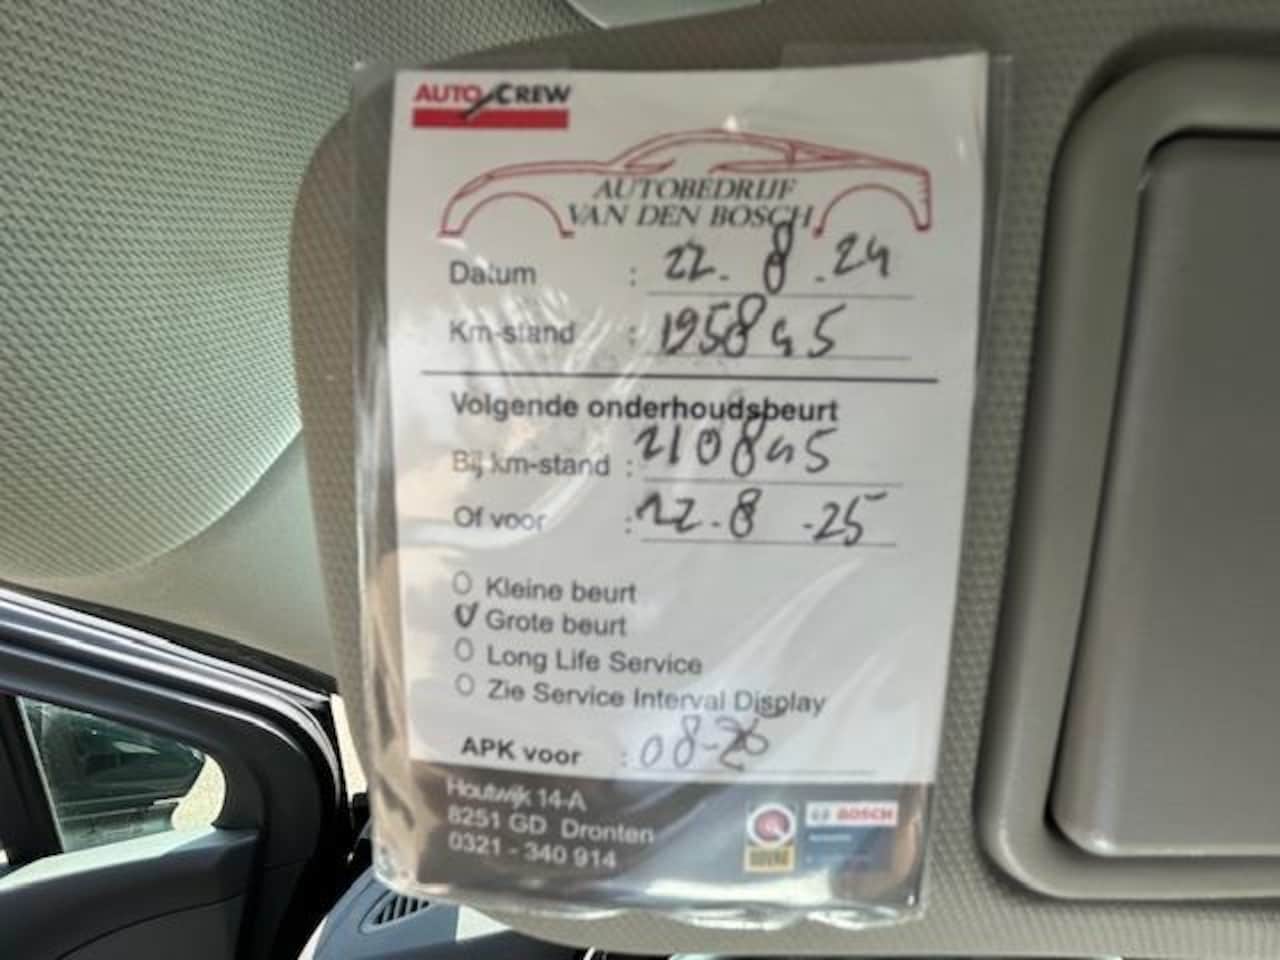 AUTO CREW
AUTOBEDRIJF
VAN DEN BOSCH
Datum : 22. 8 .24
Km-stand : 195845
Volgende onderhoudsbeurt
Bij km-stand : 210845
Of voor : 22.8 -25
Kleine beurt
Grote beurt
Long Life Service
Zie Service Interval Display
APK voor : 08-26
Houtwijk 14-A
8251 GD Dronten
0321 - 340 914
BOSCH
BOVAG